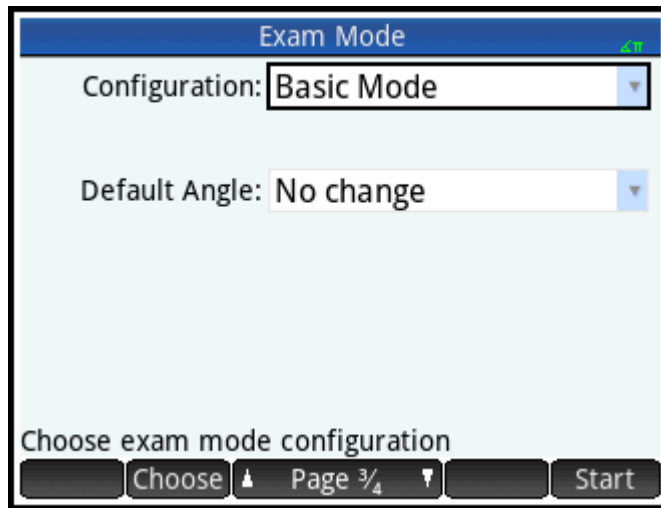 Exam Mode
∡π
Configuration: Basic Mode
Default Angle: No change
Choose exam mode configuration
Choose Page ¾ Start